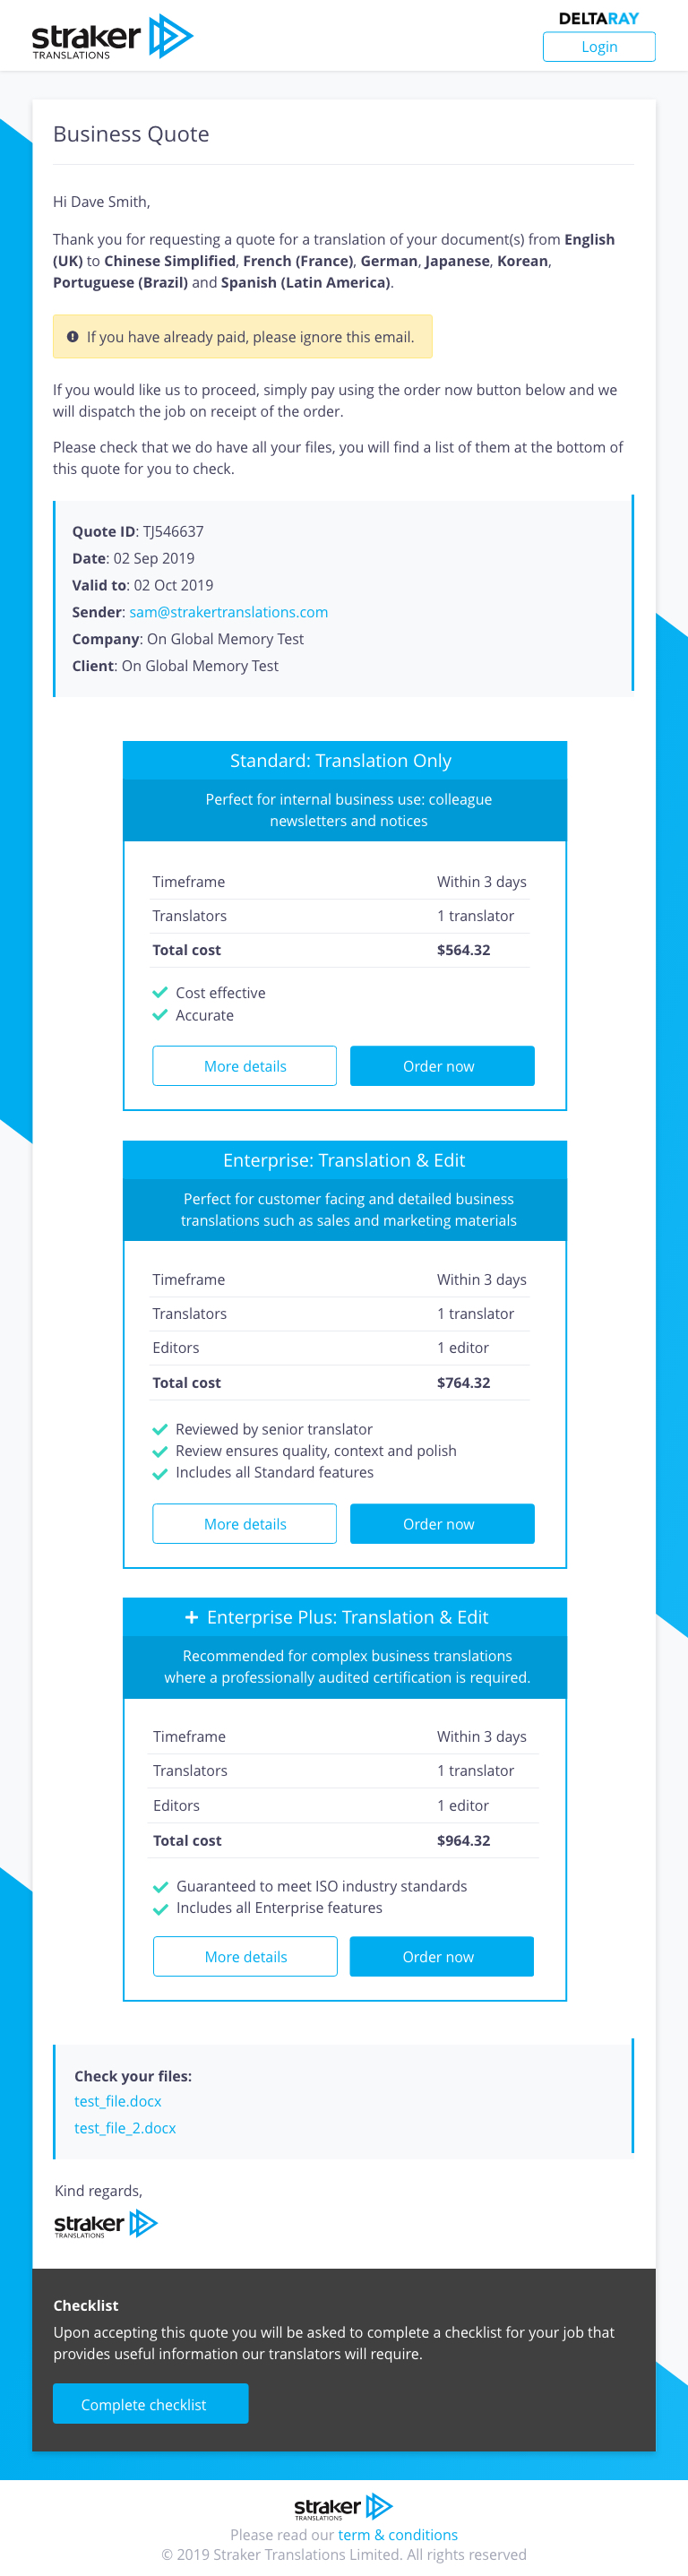 straker
TRANSLATIONS
DELTARAY
Login
Business Quote
Hi Dave Smith,
Thank you for requesting a quote for a translation of your document(s) from English
(UK) to Chinese Simplified, French (France), German, Japanese, Korean,
Portuguese (Brazil) and Spanish (Latin America).
If you have already paid, please ignore this email.
If you would like us to proceed, simply pay using the order now button below and we
will dispatch the job on receipt of the order.
Please check that we do have all your files, you will find a list of them at the bottom of
this quote for you to check.
Quote ID: TJ546637
Date: 02 Sep 2019
Valid to: 02 Oct 2019
Sender: sam@strakertranslations.com
Company: On Global Memory Test
Client: On Global Memory Test
Standard: Translation Only
Perfect for internal business use: colleague
newsletters and notices
Timeframe Within 3 days
Translators 1 translator
Total cost $564.32
Cost effective
Accurate
More details Order now
Enterprise: Translation & Edit
Perfect for customer facing and detailed business
translations such as sales and marketing materials
Timeframe Within 3 days
Translators 1 translator
Editors 1 editor
Total cost $764.32
Reviewed by senior translator
Review ensures quality, context and polish
Includes all Standard features
More details Order now
Enterprise Plus: Translation & Edit
Recommended for complex business translations
where a professionally audited certification is required.
Timeframe Within 3 days
Translators 1 translator
Editors 1 editor
Total cost $964.32
Guaranteed to meet ISO industry standards
Includes all Enterprise features
More details Order now
Check your files:
test_file.docx
test_file_2.docx
Kind regards,
straker
TRANSLATIONS
Checklist
Upon accepting this quote you will be asked to complete a checklist for your job that
provides useful information our translators will require.
Complete checklist
straker
TRANSLATIONS
Please read our term & conditions
© 2019 Straker Translations Limited. All rights reserved